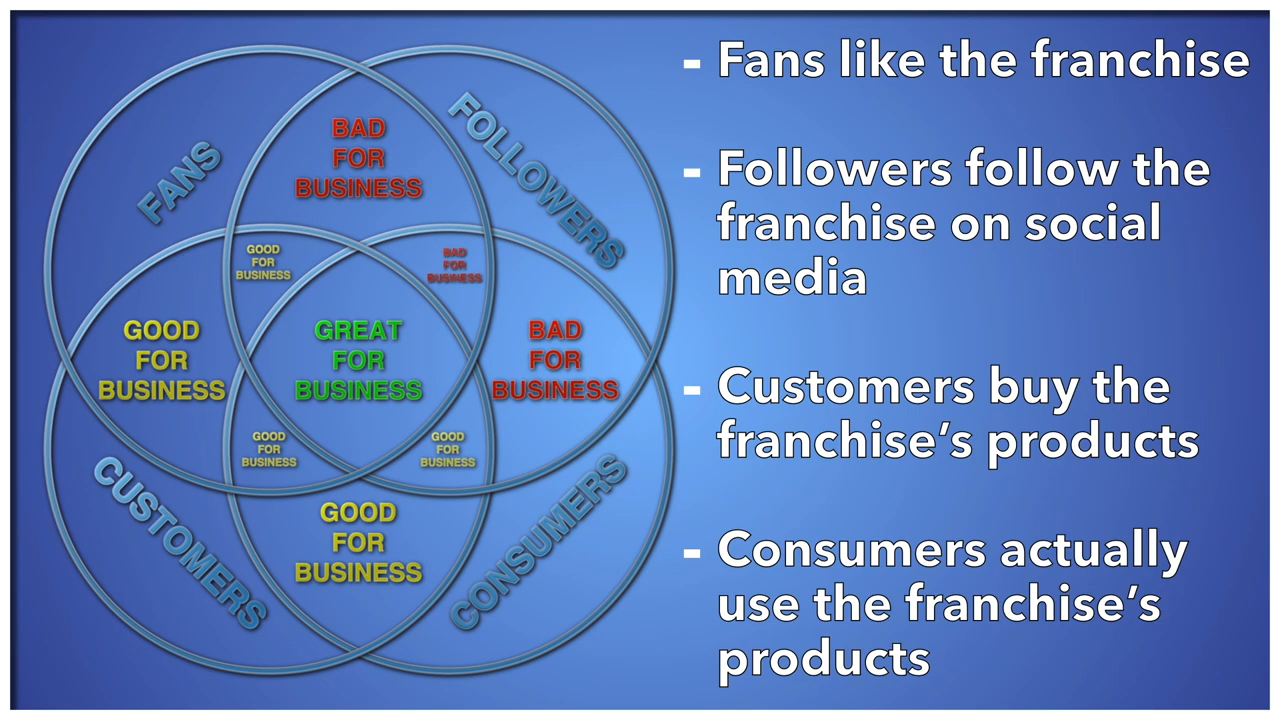 FANS
FOLLOWERS
BAD
FOR
BUSINESS
GOOD
FOR
BUSINESS
BAD
FOR
BUSINESS
GOOD
FOR
BUSINESS
GREAT
FOR
BUSINESS
BAD
FOR
BUSINESS
GOOD
FOR
BUSINESS
GOOD
FOR
BUSINESS
CUSTOMERS
CONSUMERS
GOOD
FOR
BUSINESS
- Fans like the franchise
- Followers follow the
franchise on social
media
- Customers buy the
franchise’s products
- Consumers actually
use the franchise’s
products